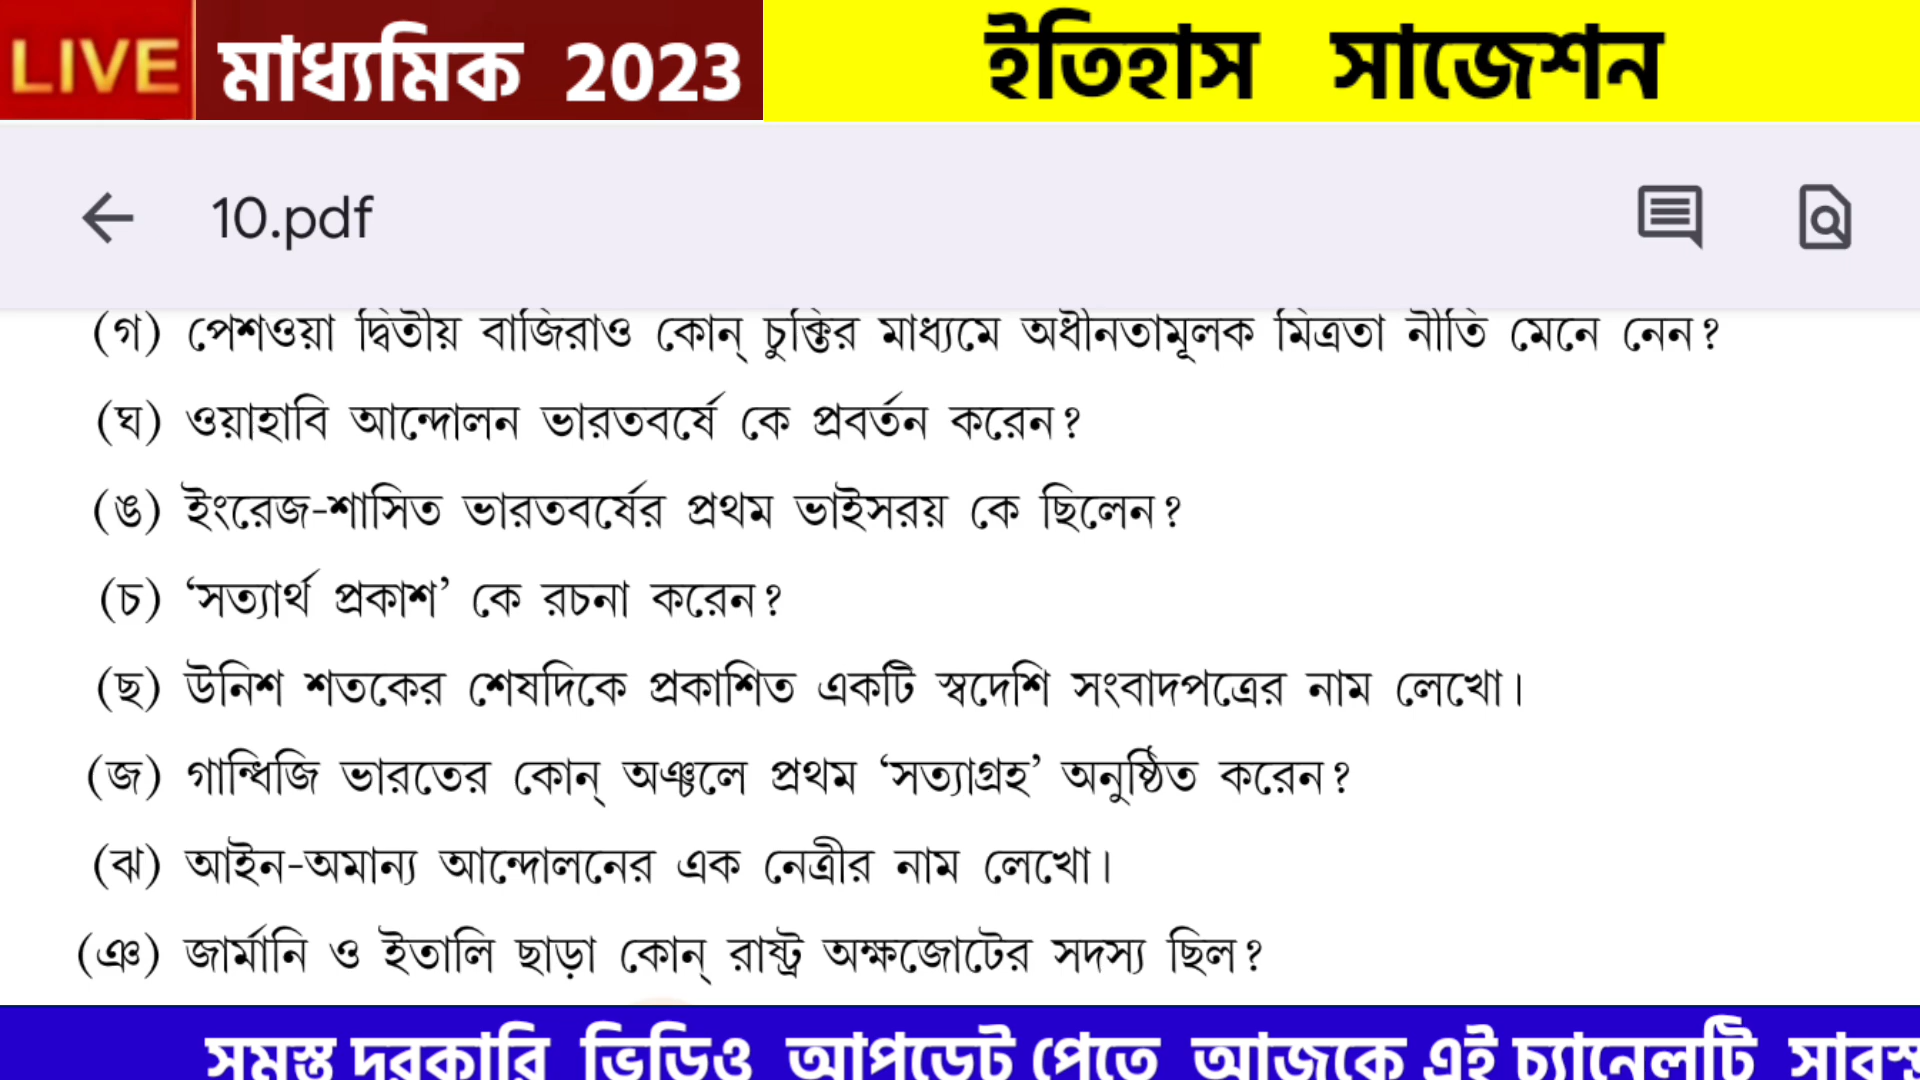 LIVE মাধ্যমিক 2023 ইতিহাস সাজেশন
10.pdf
(গ) পেশওয়া দ্বিতীয় বাজিরাও কোন্ চুক্তির মাধ্যমে অধীনতামূলক মিত্রতা নীতি মেনে নেন?
(ঘ) ওয়াহাবি আন্দোলন ভারতবর্ষে কে প্রবর্তন করেন?
(ঙ) ইংরেজ-শাসিত ভারতবর্ষের প্রথম ভাইসরয় কে ছিলেন?
(চ) ‘সত্যার্থ প্রকাশ’ কে রচনা করেন?
(ছ) উনিশ শতকের শেষদিকে প্রকাশিত একটি স্বদেশি সংবাদপত্রের নাম লেখো।
(জ) গান্ধিজি ভারতের কোন্ অঞ্চলে প্রথম ‘সত্যাগ্রহ’ অনুষ্ঠিত করেন?
(ঝ) আইন-অমান্য আন্দোলনের এক নেত্রীর নাম লেখো।
(ঞ) জার্মানি ও ইতালি ছাড়া কোন্ রাষ্ট্র অক্ষজোটের সদস্য ছিল?
সমস্ত দরকারি ভিডিও আপডেট পেতে আজকে এই চ্যানেলটি